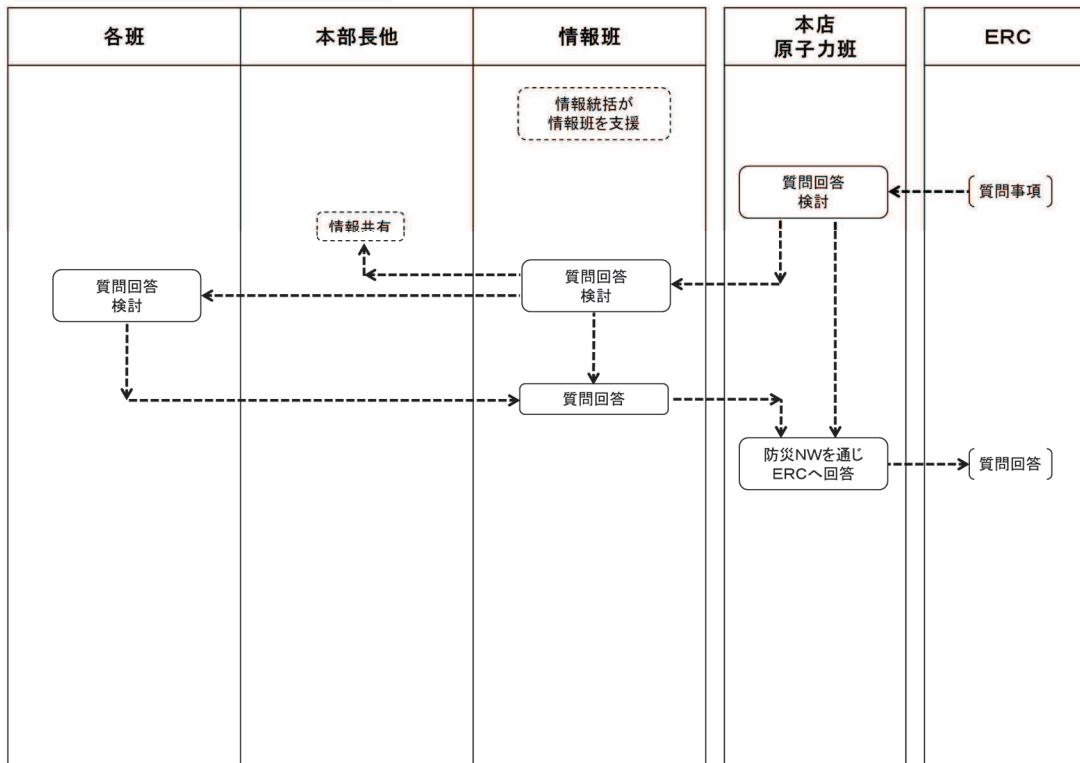 各班
本部長他
情報班
本店
原子力班
ERC
情報統括が
情報班を支援
質問回答
検討
質問事項
情報共有
質問回答
検討
質問回答
検討
質問回答
防災NWを通じ
ERCへ回答
質問回答